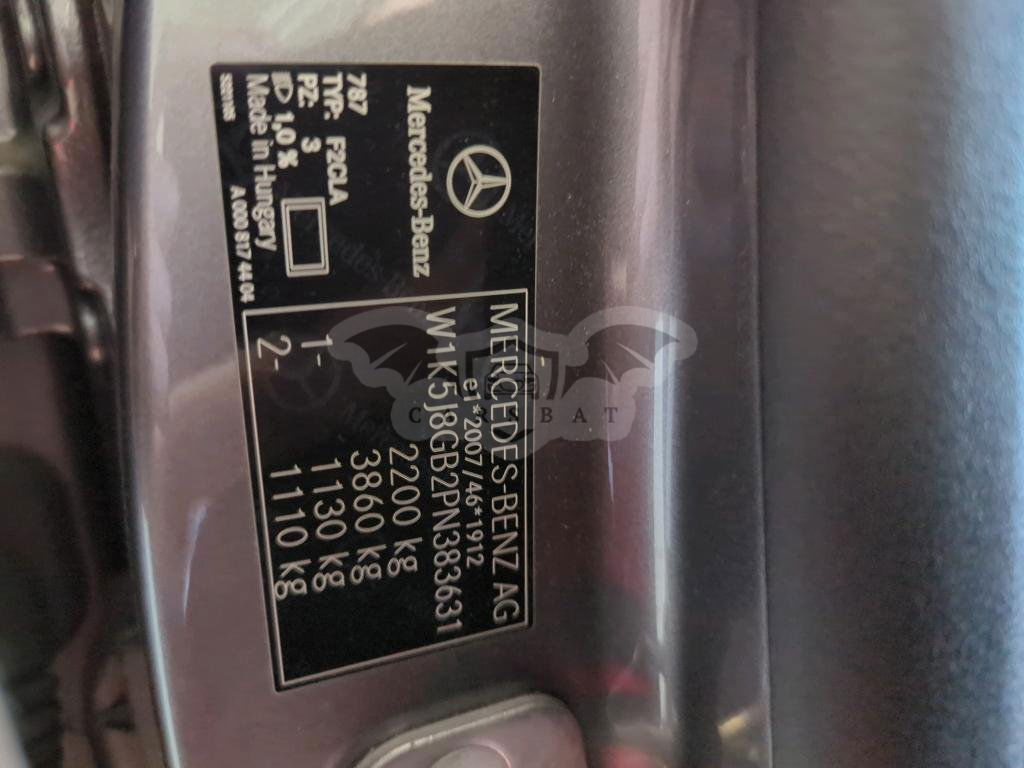 Mercedes-Benz
787
TYP: F2CLA
PZ: 3
1,0 %
Made in Hungary
A 000 817 44 04
MERCEDES-BENZ AG
e1*2007/46*1912
W1K5J8GB2PN383631
2200 kg
3860 kg
1- 1130 kg
2- 1110 kg